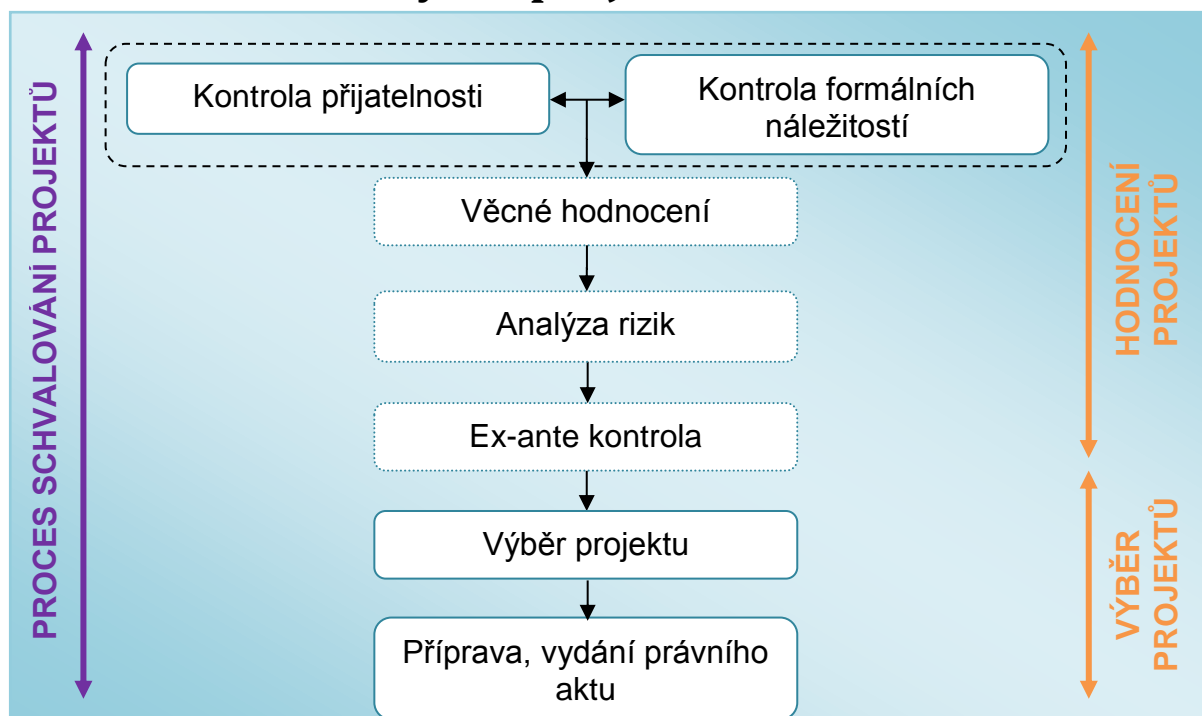 PROCES SCHVALOVÁNÍ PROJEKTŮ
Kontrola přijatelnosti
Kontrola formálních
náležitostí
Věcné hodnocení
Analýza rizik
Ex-ante kontrola
Výběr projektu
Příprava, vydání právního
aktu
HODNOCENÍ
PROJEKTŮ
VÝBĚR
PROJEKTŮ